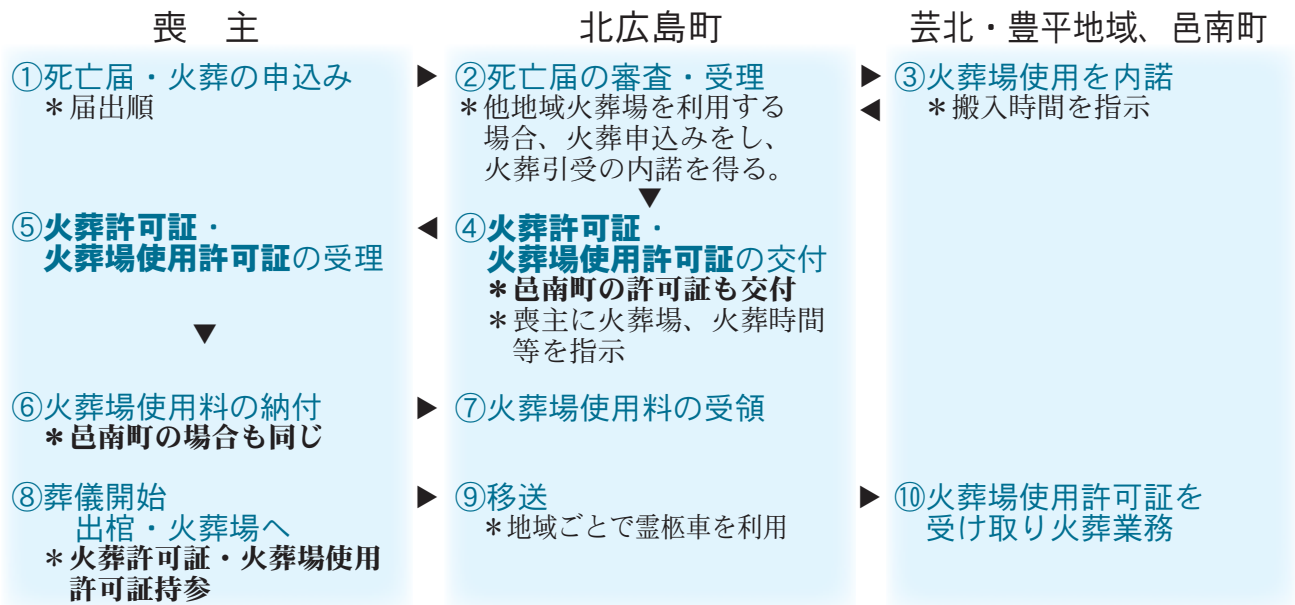 喪　主
北広島町
芸北・豊平地域、邑南町
①死亡届・火葬の申込み
＊届出順
▶
②死亡届の審査・受理
＊他地域火葬場を利用する
場合、火葬申込みをし、
火葬引受の内諾を得る。
▶
◀
③火葬場使用を内諾
＊搬入時間を指示
▼
④火葬許可証・
火葬場使用許可証の交付
＊邑南町の許可証も交付
＊喪主に火葬場、火葬時間
等を指示
◀
⑤火葬許可証・
火葬場使用許可証の受理
▼
⑥火葬場使用料の納付
＊邑南町の場合も同じ
▶
⑦火葬場使用料の受領
⑧葬儀開始
出棺・火葬場へ
＊火葬許可証・火葬場使用
許可証持参
▶
⑨移送
＊地域ごとで霊柩車を利用
▶
⑩火葬場使用許可証を
受け取り火葬業務